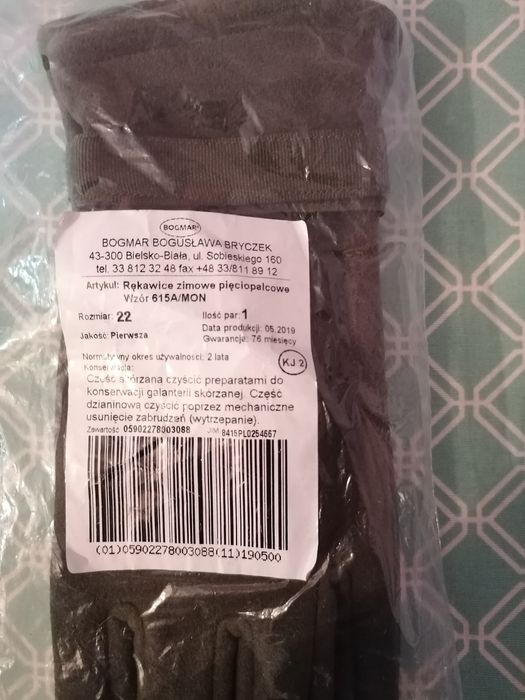 BOGMAR
BOGMAR BOGUSŁAWA BRYCZEK
43-300 Bielsko-Biała, ul. Sobieskiego 160
tel. 33 812 32 48 fax +48 33/811 89 12
Artykuł: Rękawice zimowe pięciopalcowe
Wzór 615A/MON
Rozmiar: 22 Ilość par: 1
Data produkcji: 05.2019
Jakość: Pierwsza Gwarancja: 76 miesięcy
Normatywny okres używalności: 2 lata
KJ 2
Konserwacja:
Część skórzana czyścić preparatami do
konserwacji galanterii skórzanej. Część
dzianinową czyścić poprzez mechaniczne
usunięcie zabrudzeń (wytrzepanie).
Zawartość 05902278003088 JIM 8415PL0254667
(01)05902278003088(11)190500